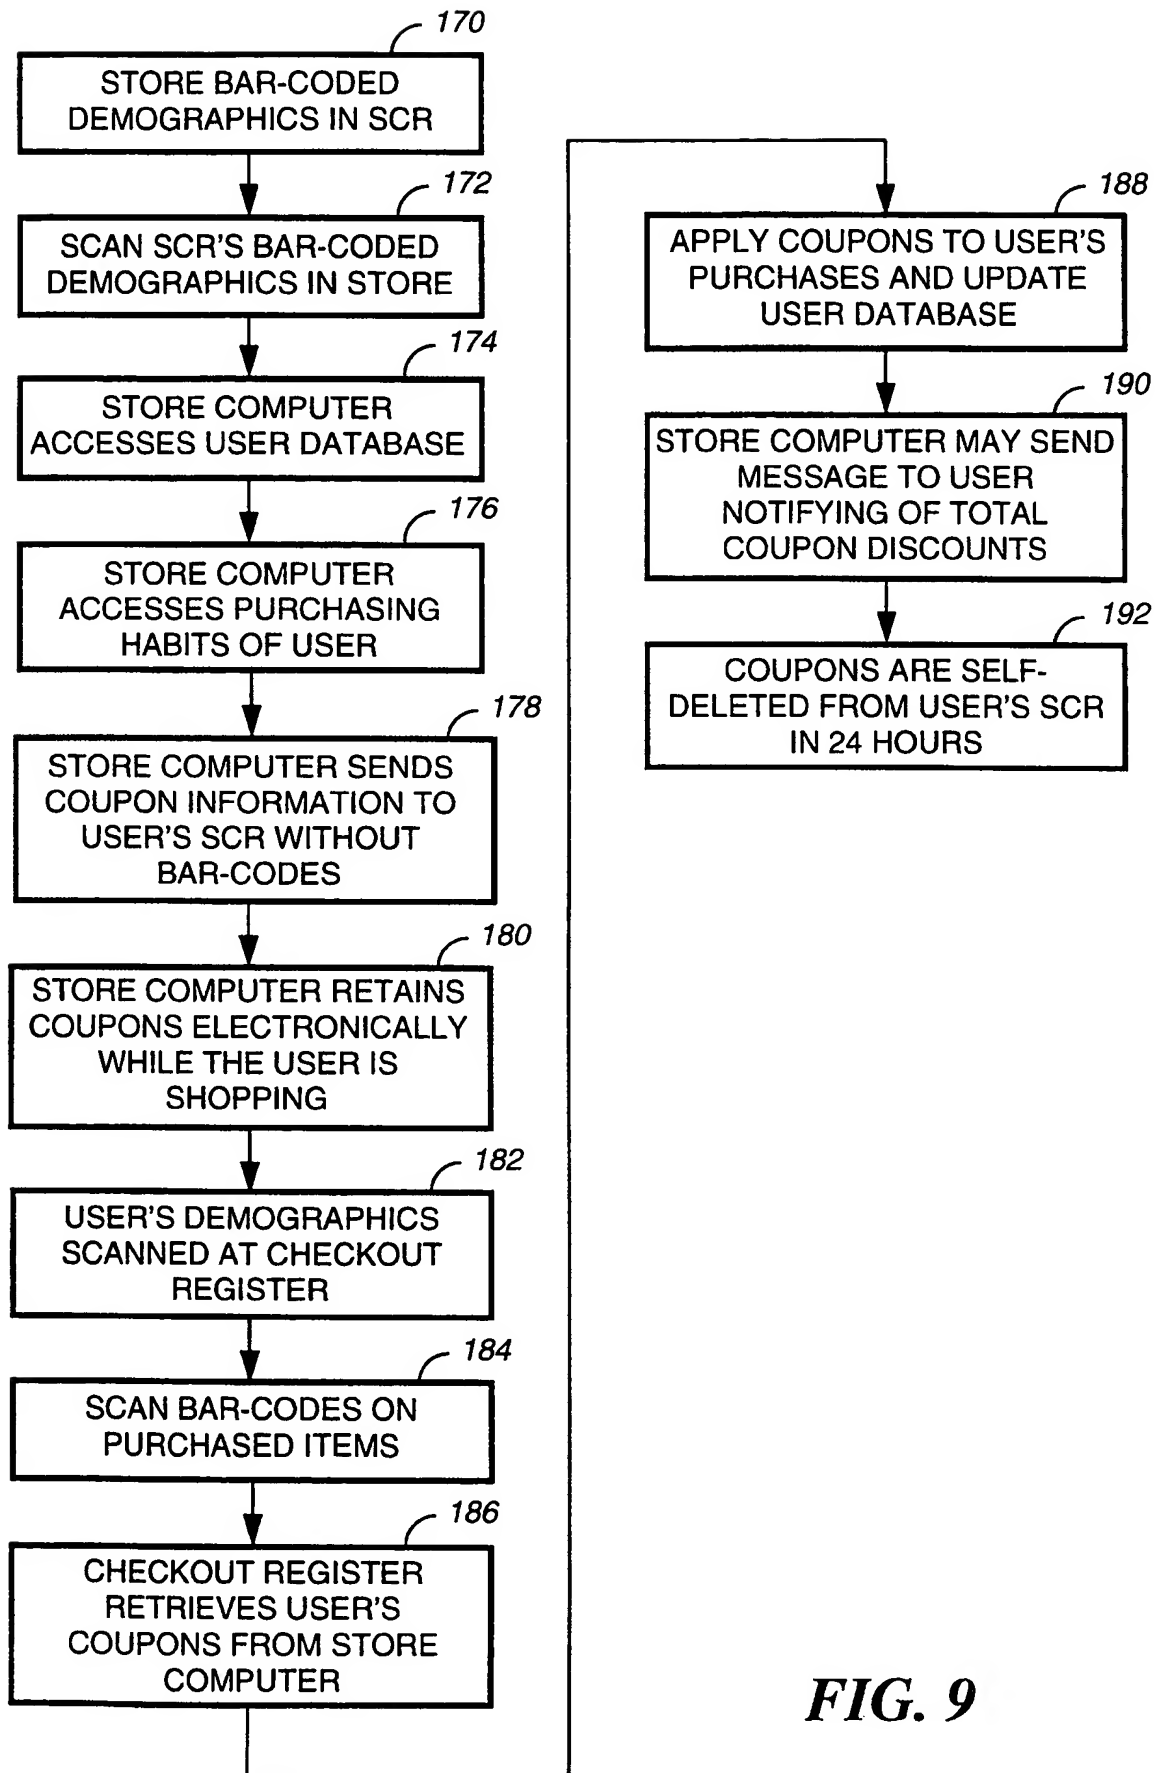 170
STORE BAR-CODED
DEMOGRAPHICS IN SCR
172
SCAN SCR'S BAR-CODED
DEMOGRAPHICS IN STORE
174
STORE COMPUTER
ACCESSES USER DATABASE
176
STORE COMPUTER
ACCESSES PURCHASING
HABITS OF USER
178
STORE COMPUTER SENDS
COUPON INFORMATION TO
USER'S SCR WITHOUT
BAR-CODES
180
STORE COMPUTER RETAINS
COUPONS ELECTRONICALLY
WHILE THE USER IS
SHOPPING
182
USER'S DEMOGRAPHICS
SCANNED AT CHECKOUT
REGISTER
184
SCAN BAR-CODES ON
PURCHASED ITEMS
186
CHECKOUT REGISTER
RETRIEVES USER'S
COUPONS FROM STORE
COMPUTER
188
APPLY COUPONS TO USER'S
PURCHASES AND UPDATE
USER DATABASE
190
STORE COMPUTER MAY SEND
MESSAGE TO USER
NOTIFYING OF TOTAL
COUPON DISCOUNTS
192
COUPONS ARE SELF-
DELETED FROM USER'S SCR
IN 24 HOURS
FIG. 9